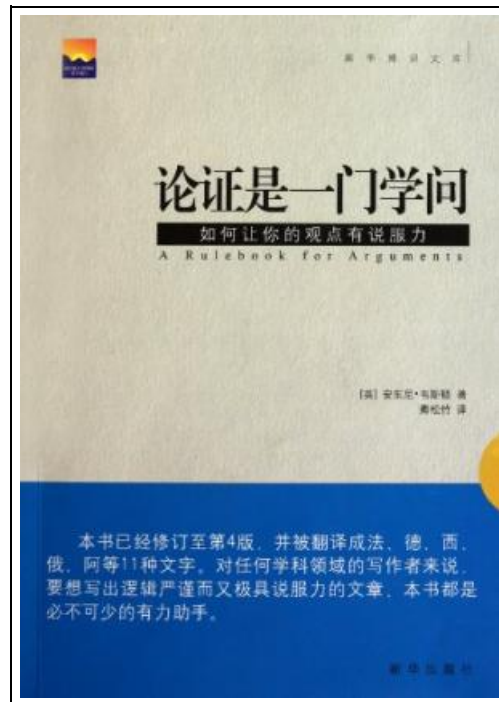 新华博识文库
论证是一门学问
如何让你的观点有说服力
A Rulebook for Arguments
[英] 安东尼·韦斯顿 著
卿松竹 译
本书已经修订至第4版，并被翻译成法、德、西、
俄、阿等11种文字。对任何学科领域的写作者来说，
要想写出逻辑严谨而又极具说服力的文章，本书都是
必不可少的有力助手。
新华出版社